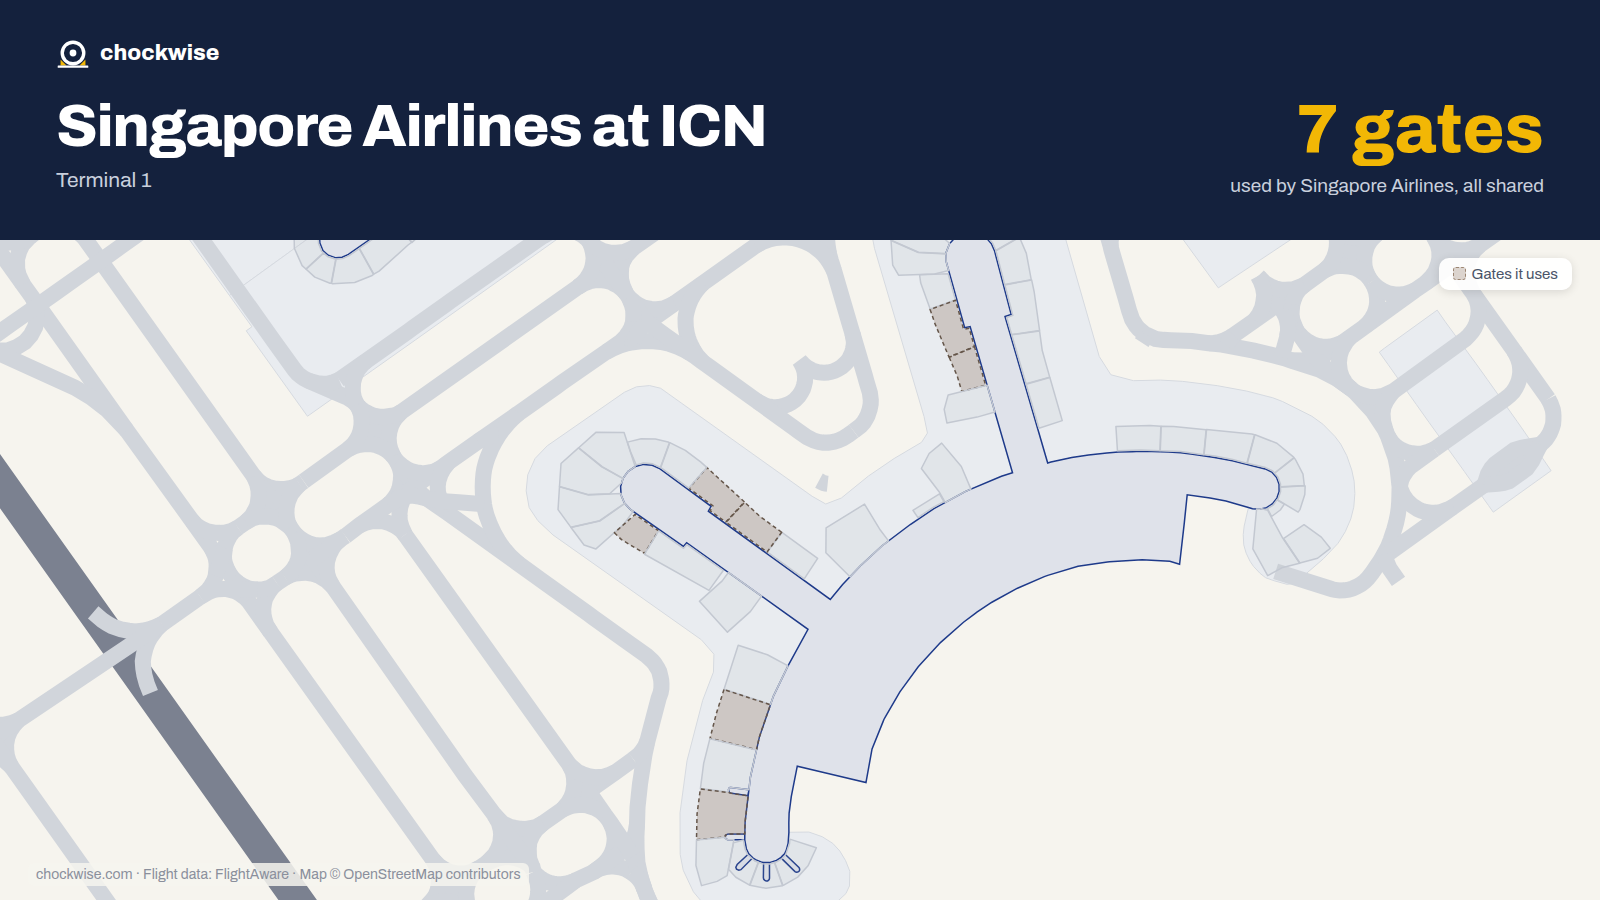 chockwise
Singapore Airlines at ICN
Terminal 1
7 gates
used by Singapore Airlines, all shared
Gates it uses
chockwise.com · Flight data: FlightAware · Map © OpenStreetMap contributors